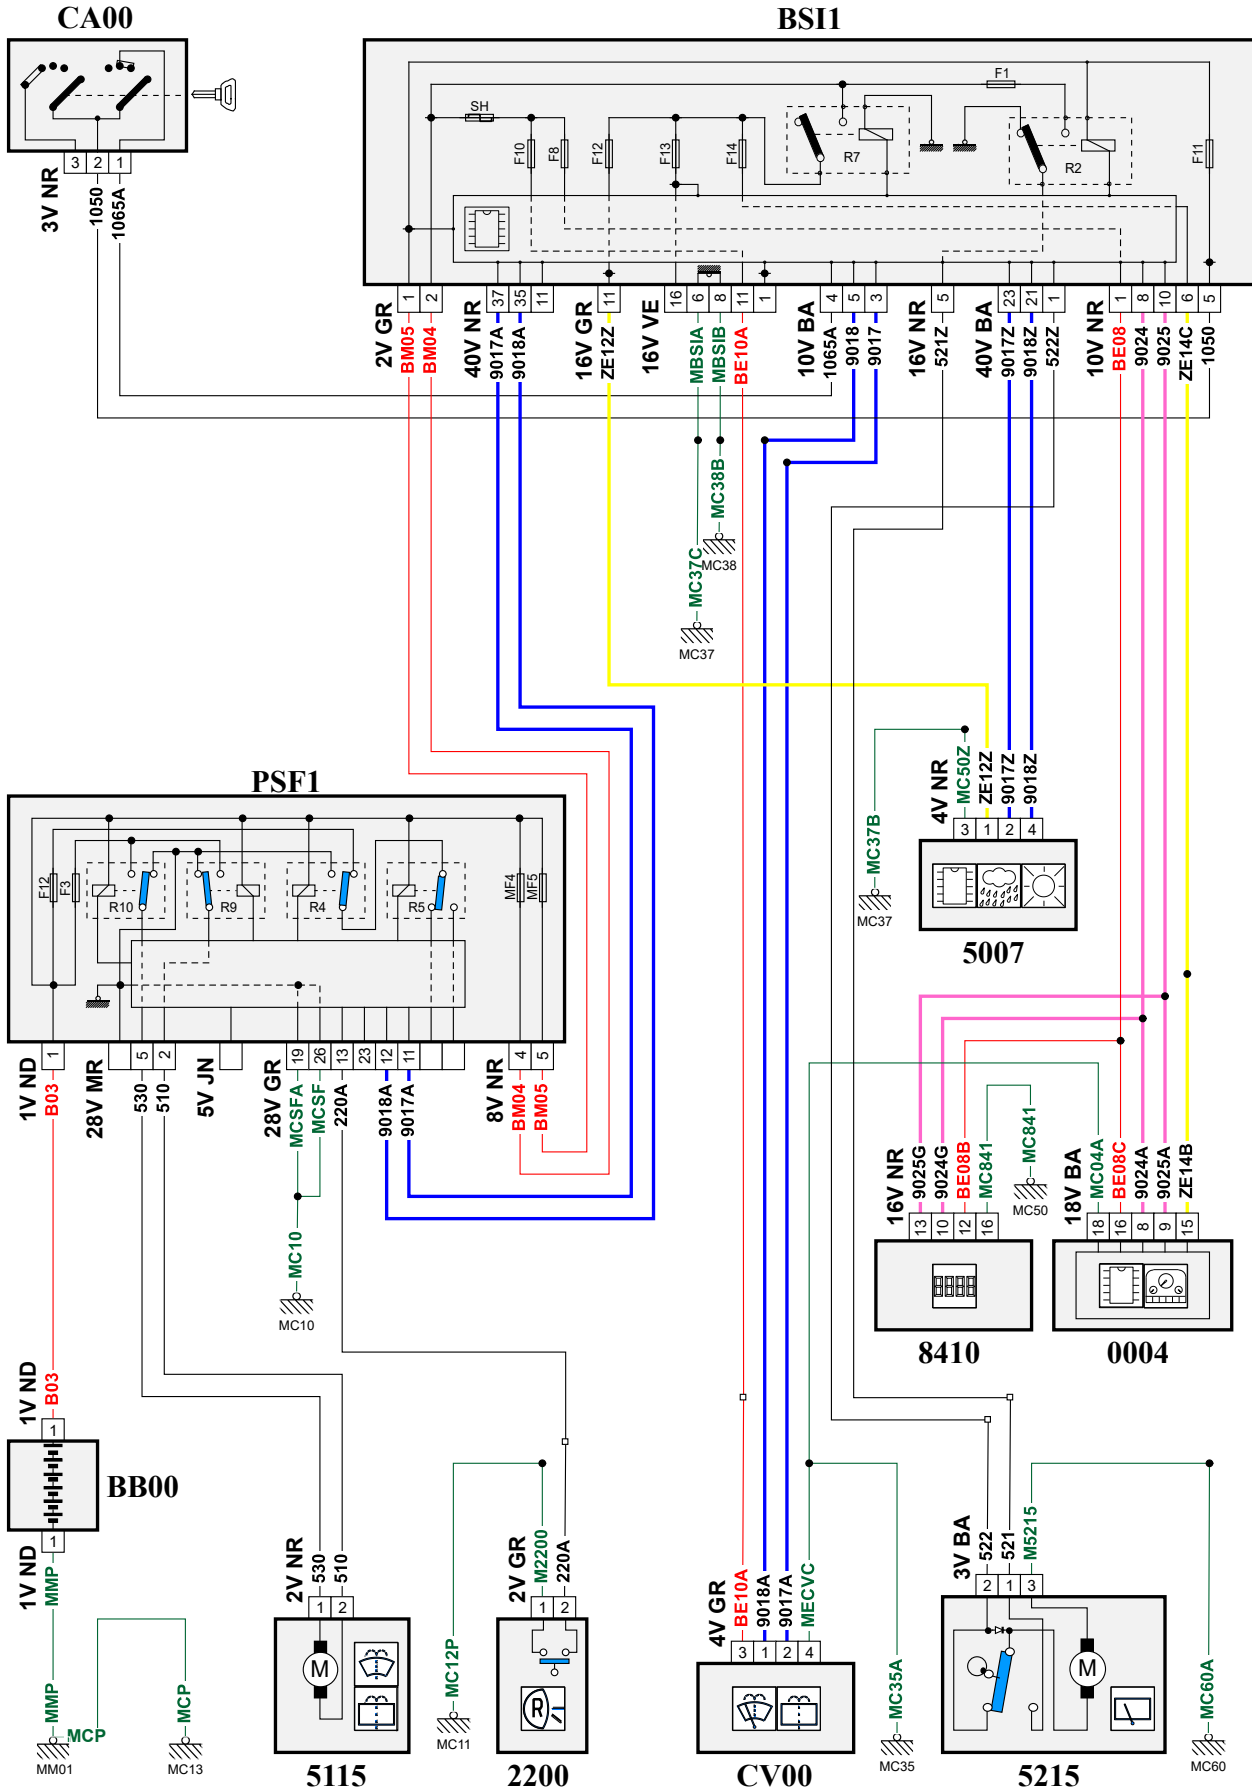 CA00
BSI1
SH
F1
F10
F8
F12
F13
F14
R7
R2
F11
3 2 1
3V NR
1050
1065A
1 2
37 35 11
11
16 6 8 11 1
4 5 3
5
23 21 1
1 8 10 6 5
2V GR
BM05
BM04
40V NR
9017A
9018A
16V GR
ZE12Z
16V VE
MBSIA
MBSIB
BE10A
10V BA
1065A
9018
9017
16V NR
521Z
40V BA
9017Z
9018Z
522Z
10V NR
BE08
9024
9025
ZE14C
1050
MC38B
MC38
MC37C
MC37
PSF1
F12
F3
R10
R9
R4
R5
MF4
MF5
1
5 2
19 26 13 23 12 11
4 5
1V ND
B03
28V MR
530
510
5V JN
28V GR
MCSFA
MCSF
220A
9018A
9017A
8V NR
BM04
BM05
MC10
MC10
4V NR
MC50Z
ZE12Z
9017Z
9018Z
3 1 2 4
MC37B
MC37
5007
16V NR
9025G
9024G
BE08B
MC841
MC841
MC50
13 10 12 16
8410
18V BA
MC04A
BE08C
9024A
9025A
ZE14B
18 16 8 9 15
0004
1V ND
B03
1
BB00
1
1V ND
MMP
MMP
MCP
MCP
MM01
MC13
2V NR
530
510
1 2
M
5115
MC12P
MC11
2V GR
M2200
220A
1 2
R
2200
4V GR
BE10A
9018A
9017A
MECVC
3 1 2 4
CV00
MC35A
MC35
3V BA
522
521
M5215
2 1 3
M
5215
MC60A
MC60